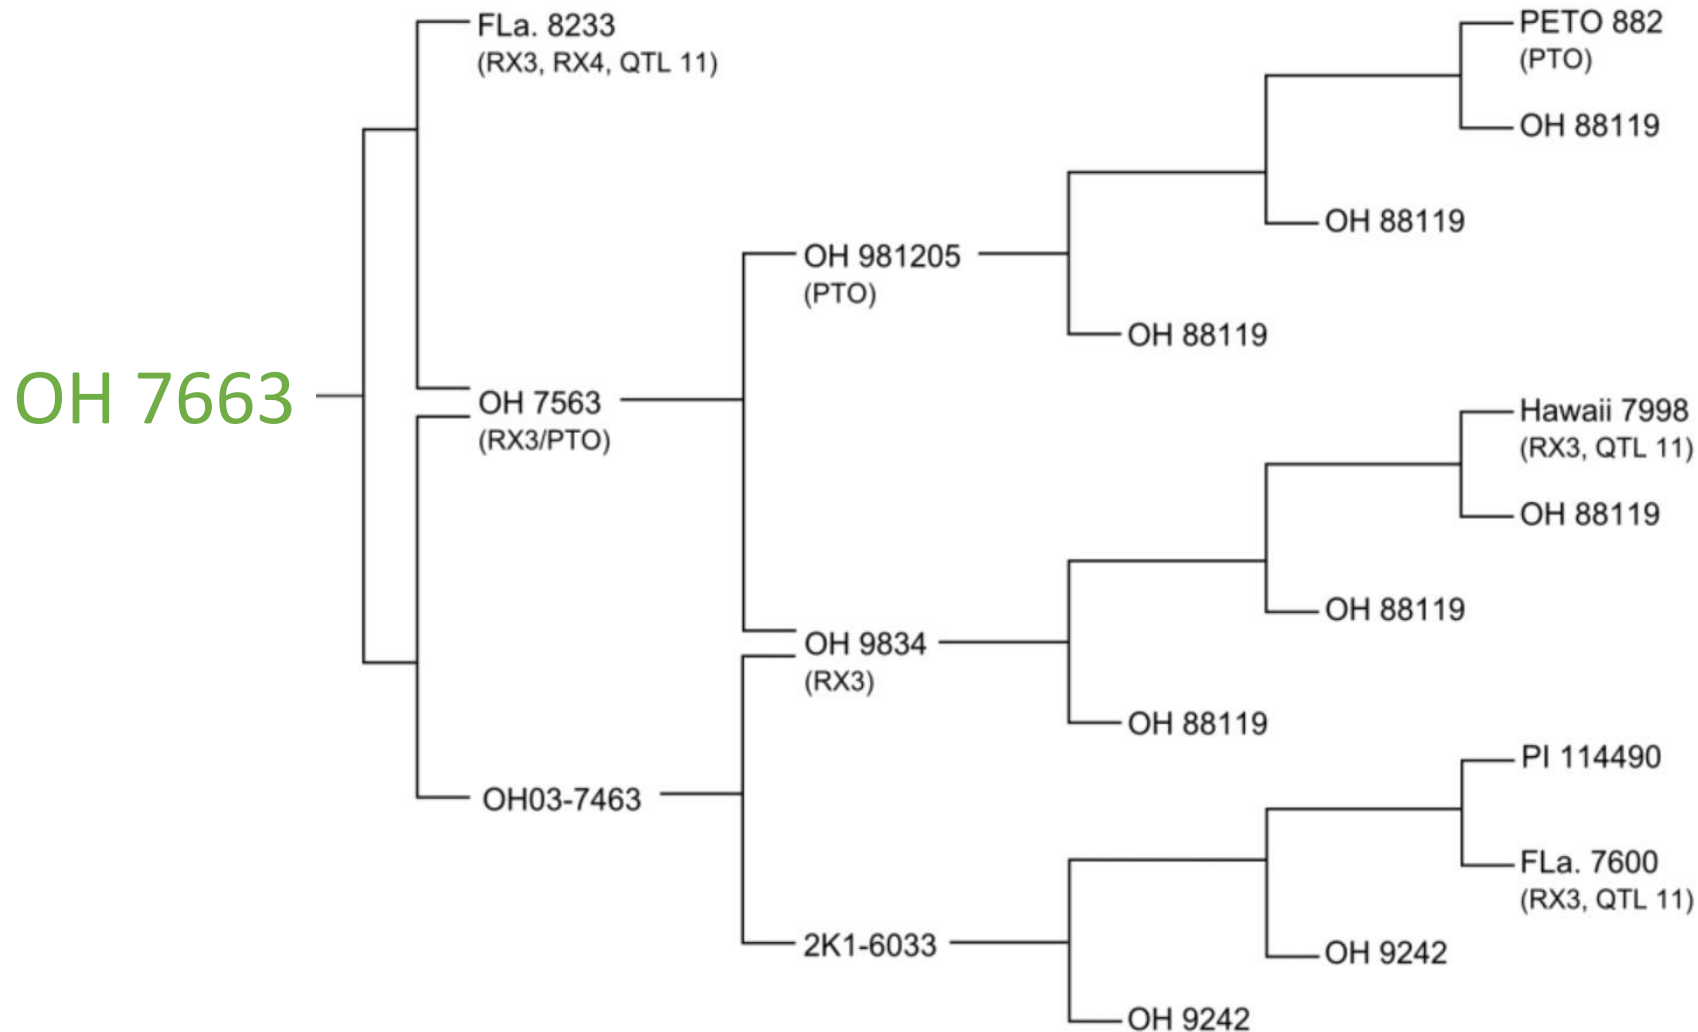 OH 7663
FLa. 8233
(RX3, RX4, QTL 11)
OH 7563
(RX3/PTO)
OH03-7463
OH 981205
(PTO)
OH 9834
(RX3)
2K1-6033
OH 88119
OH 88119
OH 9242
OH 88119
OH 88119
OH 9242
PETO 882
(PTO)
OH 88119
Hawaii 7998
(RX3, QTL 11)
OH 88119
PI 114490
FLa. 7600
(RX3, QTL 11)